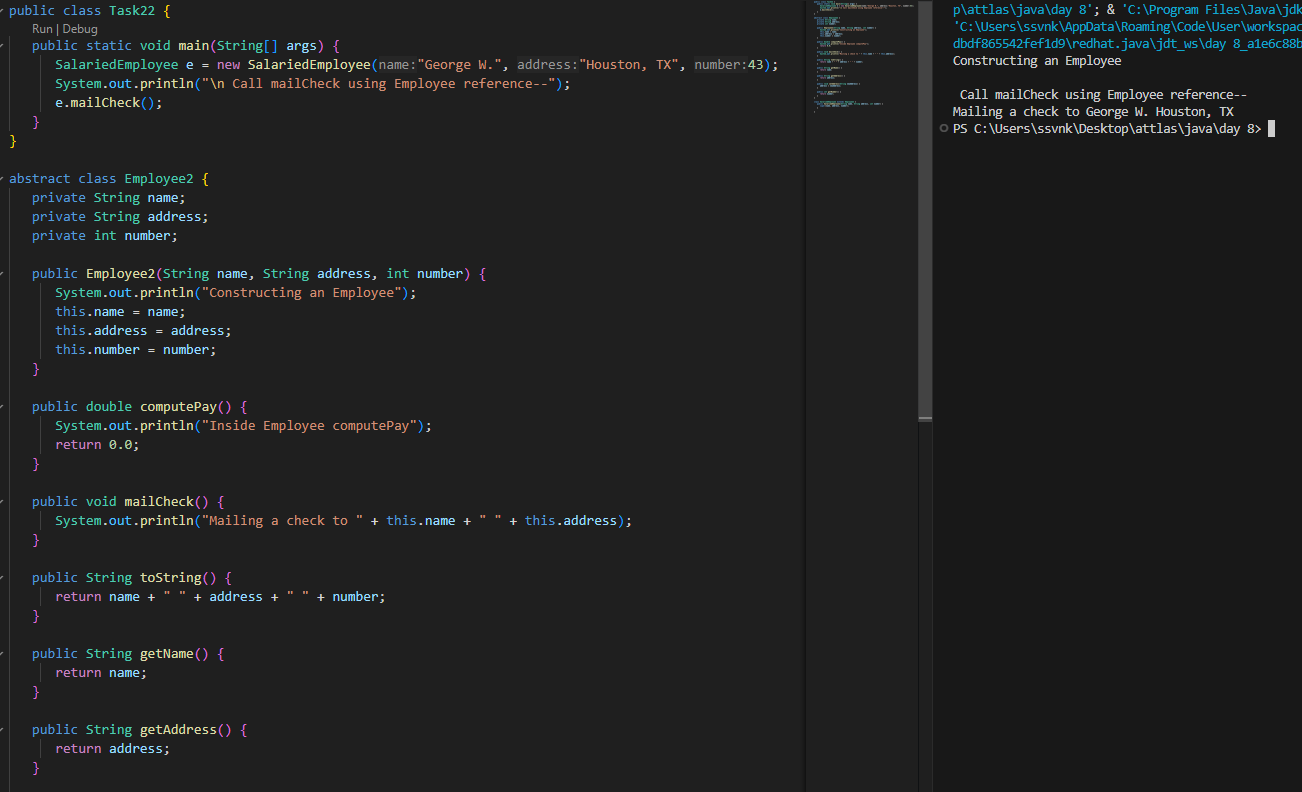 public class Task22 {
Run | Debug
public static void main(String[] args) {
SalariedEmployee e = new SalariedEmployee(name:"George W.", address:"Houston, TX", number:43);
System.out.println("\n Call mailCheck using Employee reference--");
e.mailCheck();
}
}
abstract class Employee2 {
private String name;
private String address;
private int number;
public Employee2(String name, String address, int number) {
System.out.println("Constructing an Employee");
this.name = name;
this.address = address;
this.number = number;
}
public double computePay() {
System.out.println("Inside Employee computePay");
return 0.0;
}
public void mailCheck() {
System.out.println("Mailing a check to " + this.name + " " + this.address);
}
public String toString() {
return name + " " + address + " " + number;
}
public String getName() {
return name;
}
public String getAddress() {
return address;
}
p\attlas\java\day 8'; & 'C:\Program Files\Java\jdk
'C:\Users\ssvnk\AppData\Roaming\Code\User\workspac
dbdf865542fef1d9\redhat.java\jdt_ws\day 8_a1e6c88b
Constructing an Employee
Call mailCheck using Employee reference--
Mailing a check to George W. Houston, TX
PS C:\Users\ssvnk\Desktop\attlas\java\day 8>